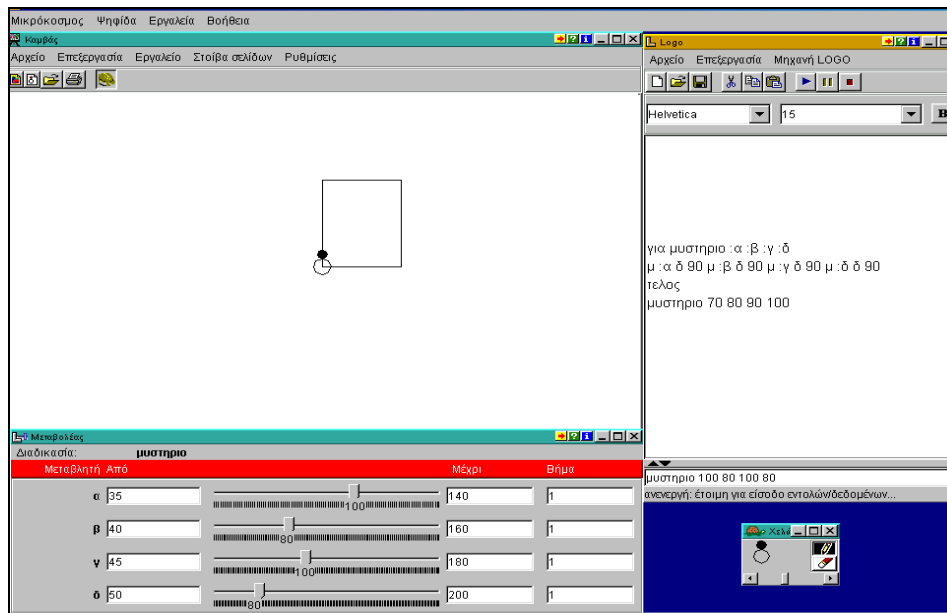 Μικρόκοσμος Ψηφίδα Εργαλεία Βοήθεια
Καμβάς
Αρχείο Επεξεργασία Εργαλείο Στοίβα σελίδων Ρυθμίσεις
Logo
Αρχείο Επεξεργασία Μηχανή LOGO
Helvetica 15 B
για μυστηριο :α :β :γ :δ
μ :α δ 90 μ :β δ 90 μ :γ δ 90 μ :δ δ 90
τελος
μυστηριο 70 80 90 100
μυστηριο 100 80 100 80
ανενεργή: έτοιμη για είσοδο εντολών/δεδομένων...
Μεταβολέας
Διαδικασία: μυστηριο
Μεταβλητή Από Μέχρι Βήμα
α 35 100 140 1
β 40 80 160 1
γ 45 100 180 1
δ 50 80 200 1